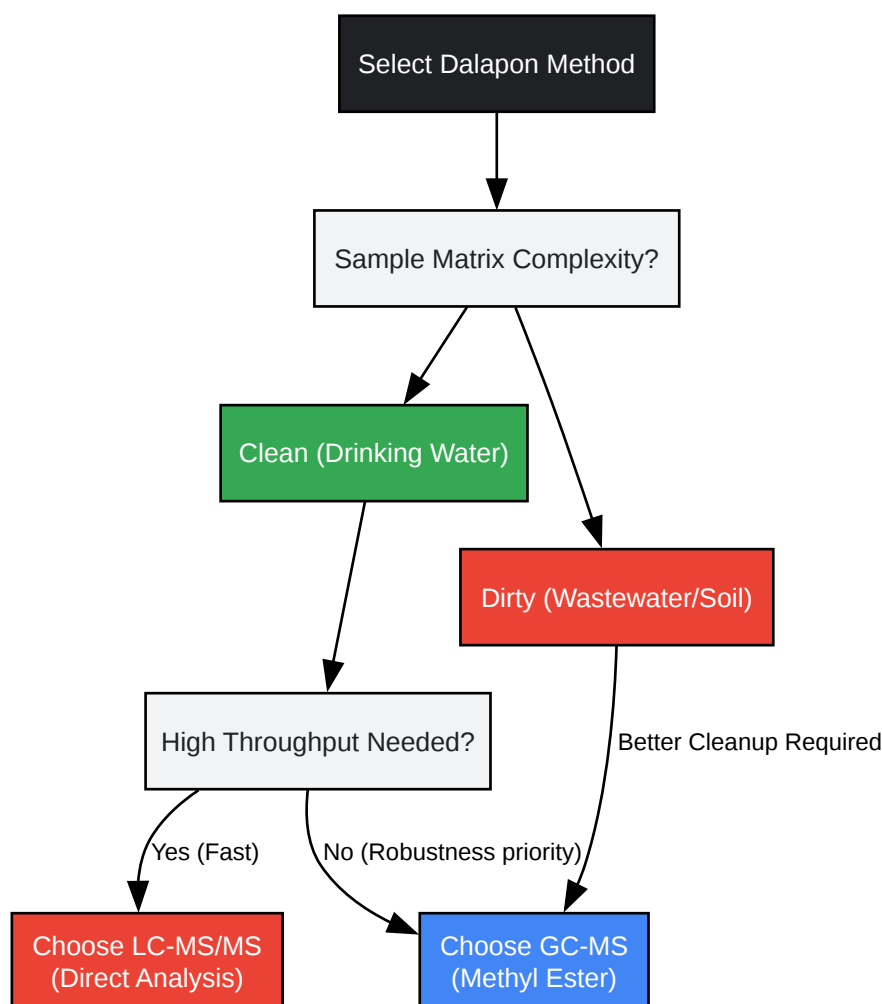 Select Dalapon Method
Sample Matrix Complexity?
Clean (Drinking Water)
Dirty (Wastewater/Soil)
High Throughput Needed?
Better Cleanup Required
Yes (Fast)
No (Robustness priority)
Choose LC-MS/MS
(Direct Analysis)
Choose GC-MS
(Methyl Ester)